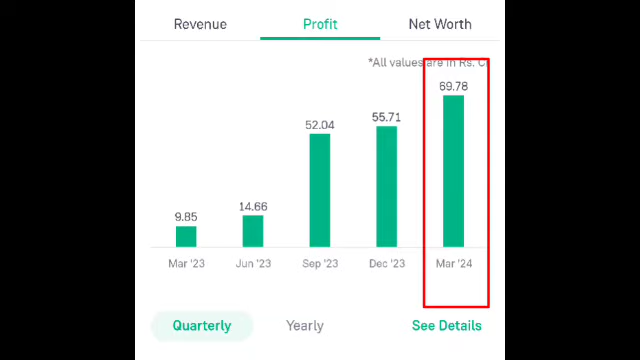 Revenue Profit Net Worth
*All values are in Rs. Cr
69.78
55.71
52.04
14.66
9.85
Mar '23 Jun '23 Sep '23 Dec '23 Mar '24
Quarterly Yearly See Details